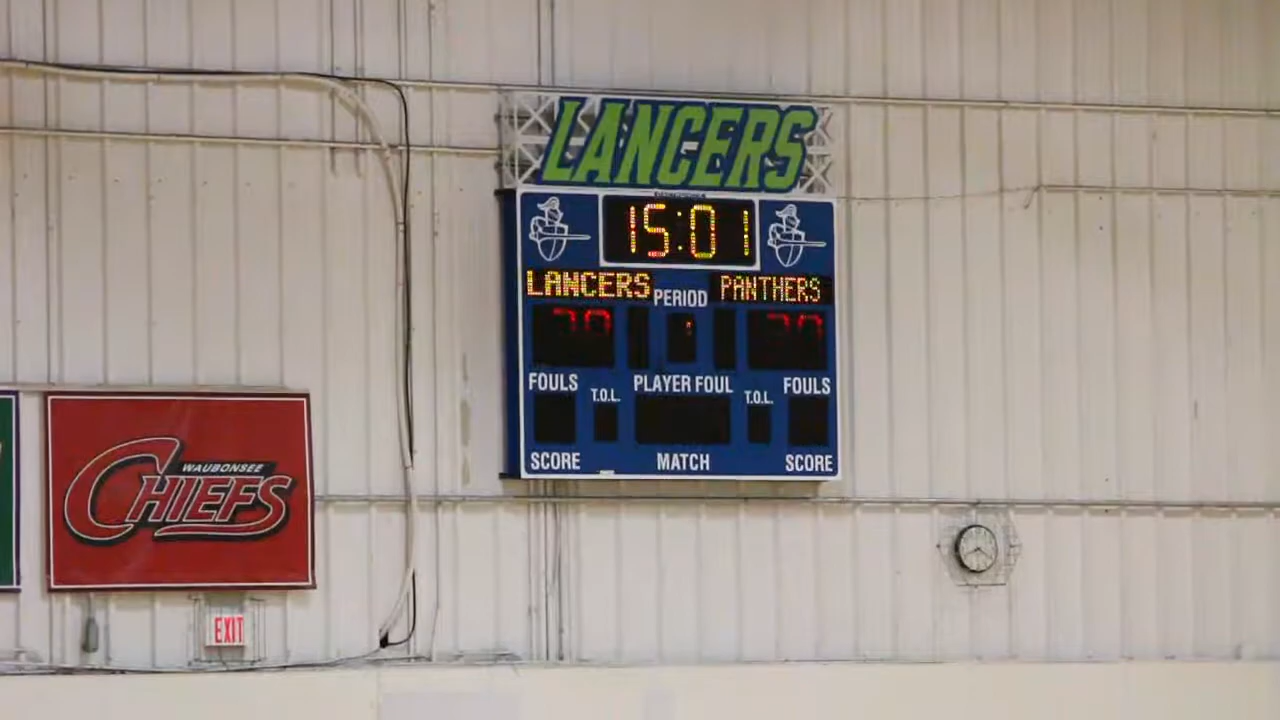 LANCERS
15:01
LANCERS
PANTHERS
PERIOD
FOULS
T.O.L.
PLAYER FOUL
T.O.L.
FOULS
SCORE
MATCH
SCORE
WAUBONSEE
CHIEFS
EXIT